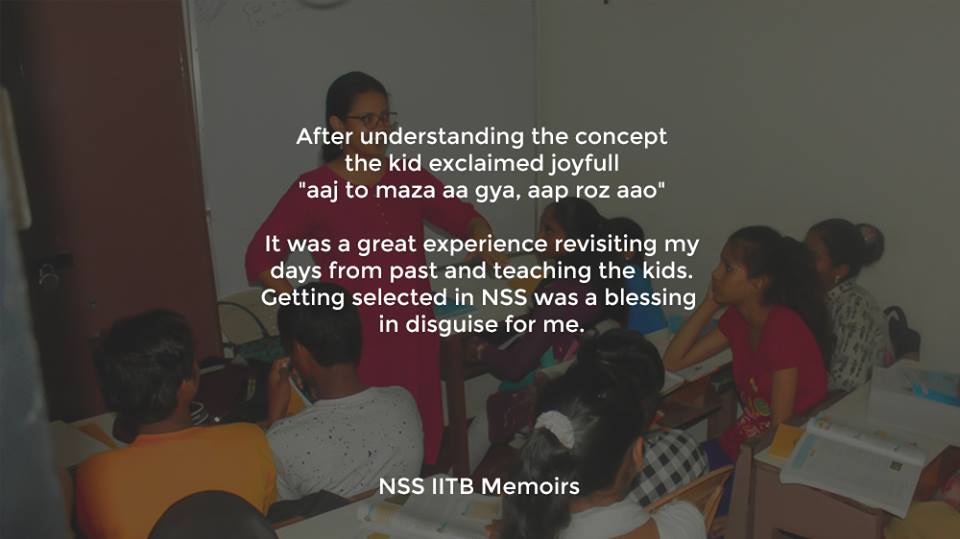 After understanding the concept
the kid exclaimed joyfull
"aaj to maza aa gya, aap roz aao"
It was a great experience revisiting my
days from past and teaching the kids.
Getting selected in NSS was a blessing
in disguise for me.
NSS IITB Memoirs